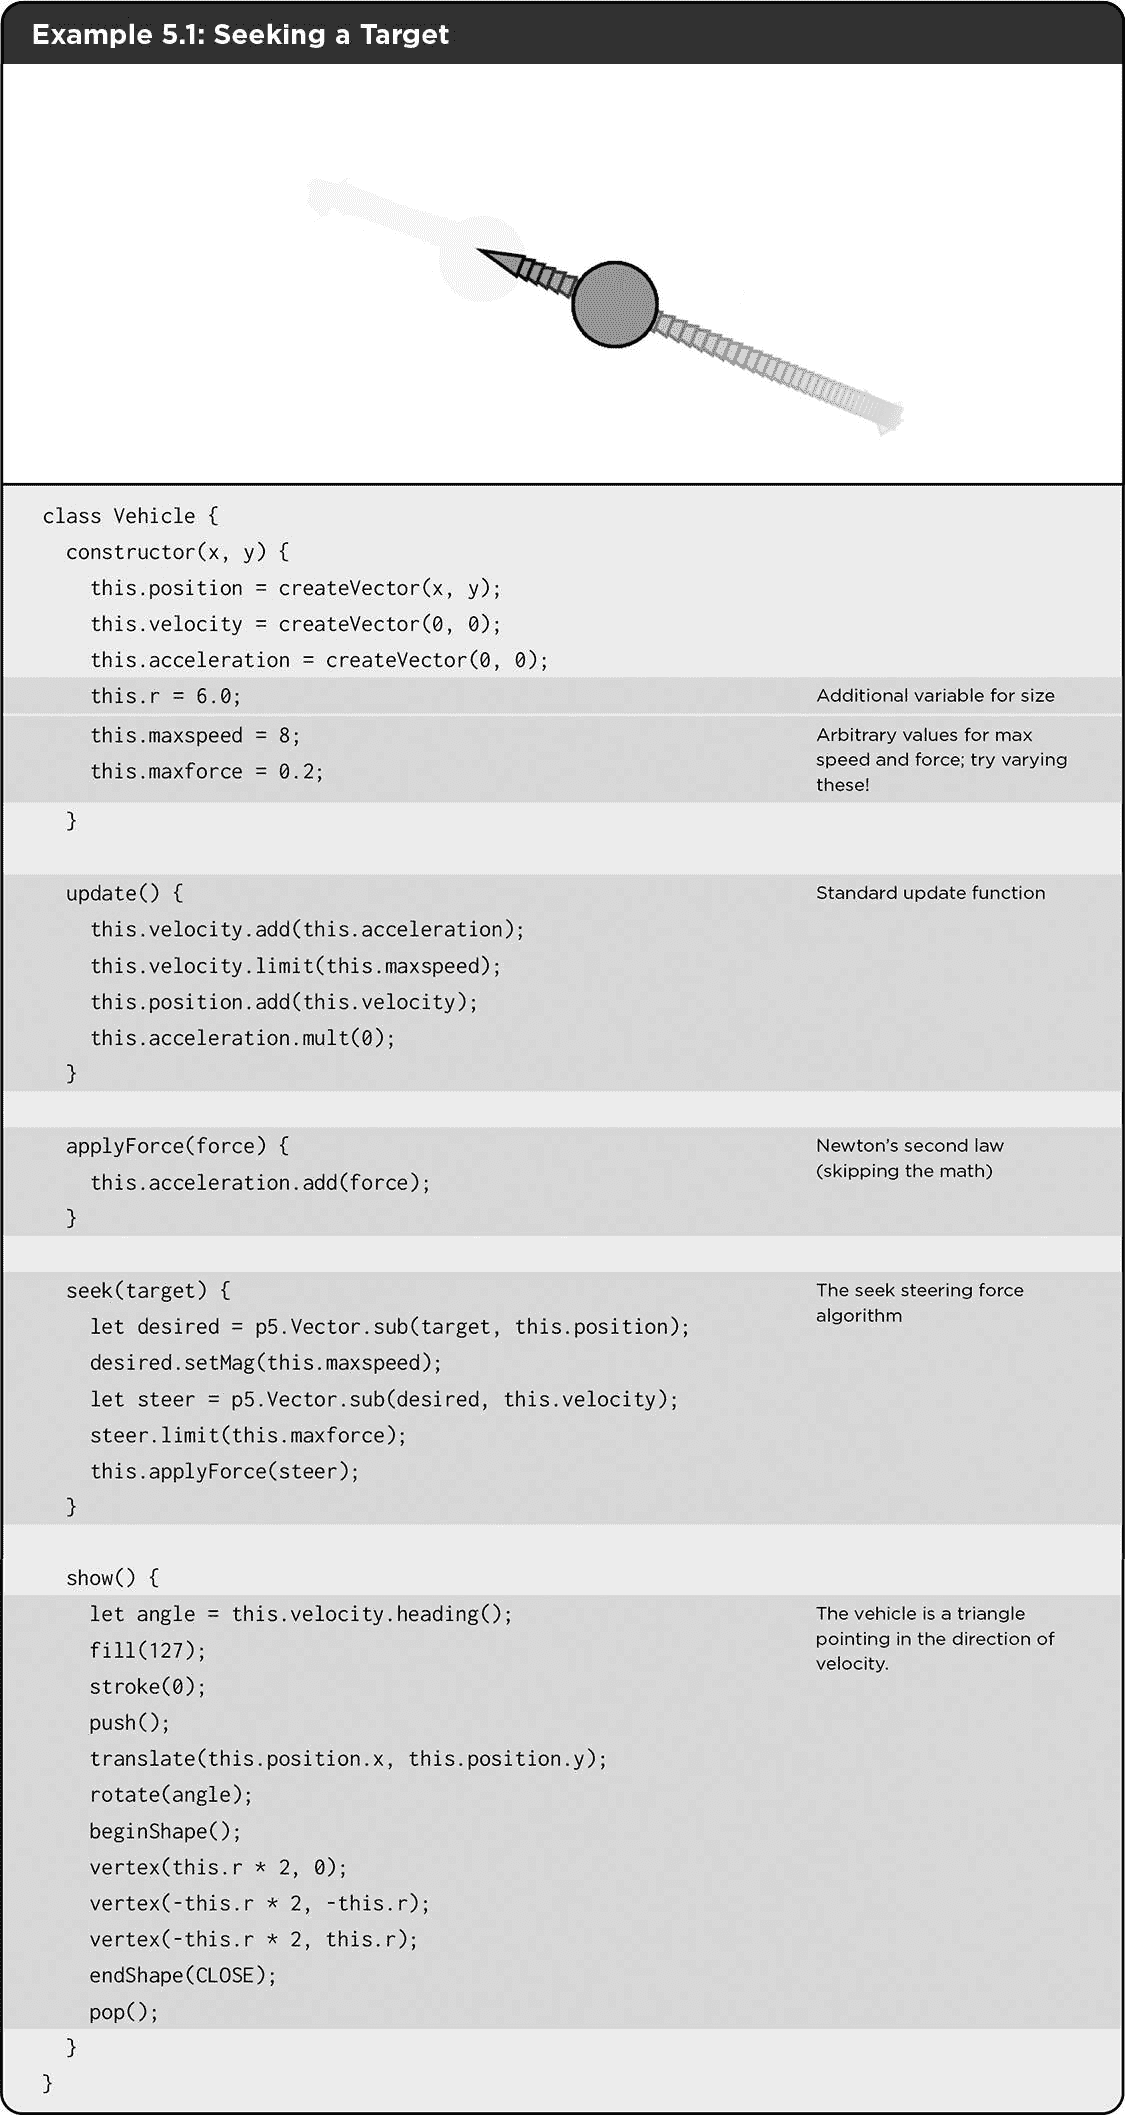 Example 5.1: Seeking a Target
class Vehicle {
constructor(x, y) {
this.position = createVector(x, y);
this.velocity = createVector(0, 0);
this.acceleration = createVector(0, 0);
this.r = 6.0;
Additional variable for size
this.maxspeed = 8;
this.maxforce = 0.2;
Arbitrary values for max
speed and force; try varying
these!
}
update() {
Standard update function
this.velocity.add(this.acceleration);
this.velocity.limit(this.maxspeed);
this.position.add(this.velocity);
this.acceleration.mult(0);
}
applyForce(force) {
this.acceleration.add(force);
}
Newton’s second law
(skipping the math)
seek(target) {
let desired = p5.Vector.sub(target, this.position);
desired.setMag(this.maxspeed);
let steer = p5.Vector.sub(desired, this.velocity);
steer.limit(this.maxforce);
this.applyForce(steer);
}
The seek steering force
algorithm
show() {
let angle = this.velocity.heading();
fill(127);
stroke(0);
push();
translate(this.position.x, this.position.y);
rotate(angle);
beginShape();
vertex(this.r * 2, 0);
vertex(-this.r * 2, -this.r);
vertex(-this.r * 2, this.r);
endShape(CLOSE);
pop();
The vehicle is a triangle
pointing in the direction of
velocity.
}
}